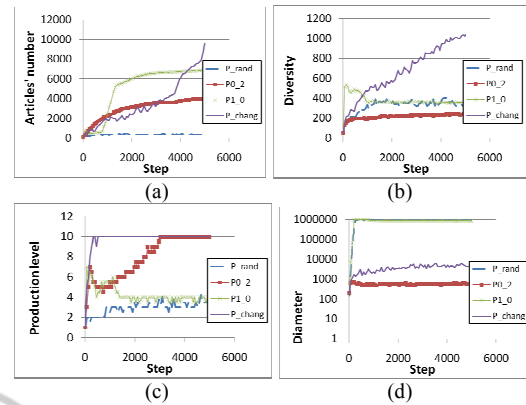 12000
10000
8000
6000
4000
2000
0
Articles' number
0 2000 4000 6000
Step
P_rand
P0_2
P1_0
P_chang
(a)
1200
1000
800
600
400
200
0
Diversity
0 2000 4000 6000
Step
P_rand
P0_2
P1_0
P_chang
(b)
12
10
8
6
4
2
0
Production level
0 2000 4000 6000
Step
P_rand
P0_2
P1_0
P_chang
(c)
1000000
100000
10000
1000
100
10
1
Diameter
0 2000 4000 6000
Step
P_rand
P0_2
P1_0
P_chang
(d)